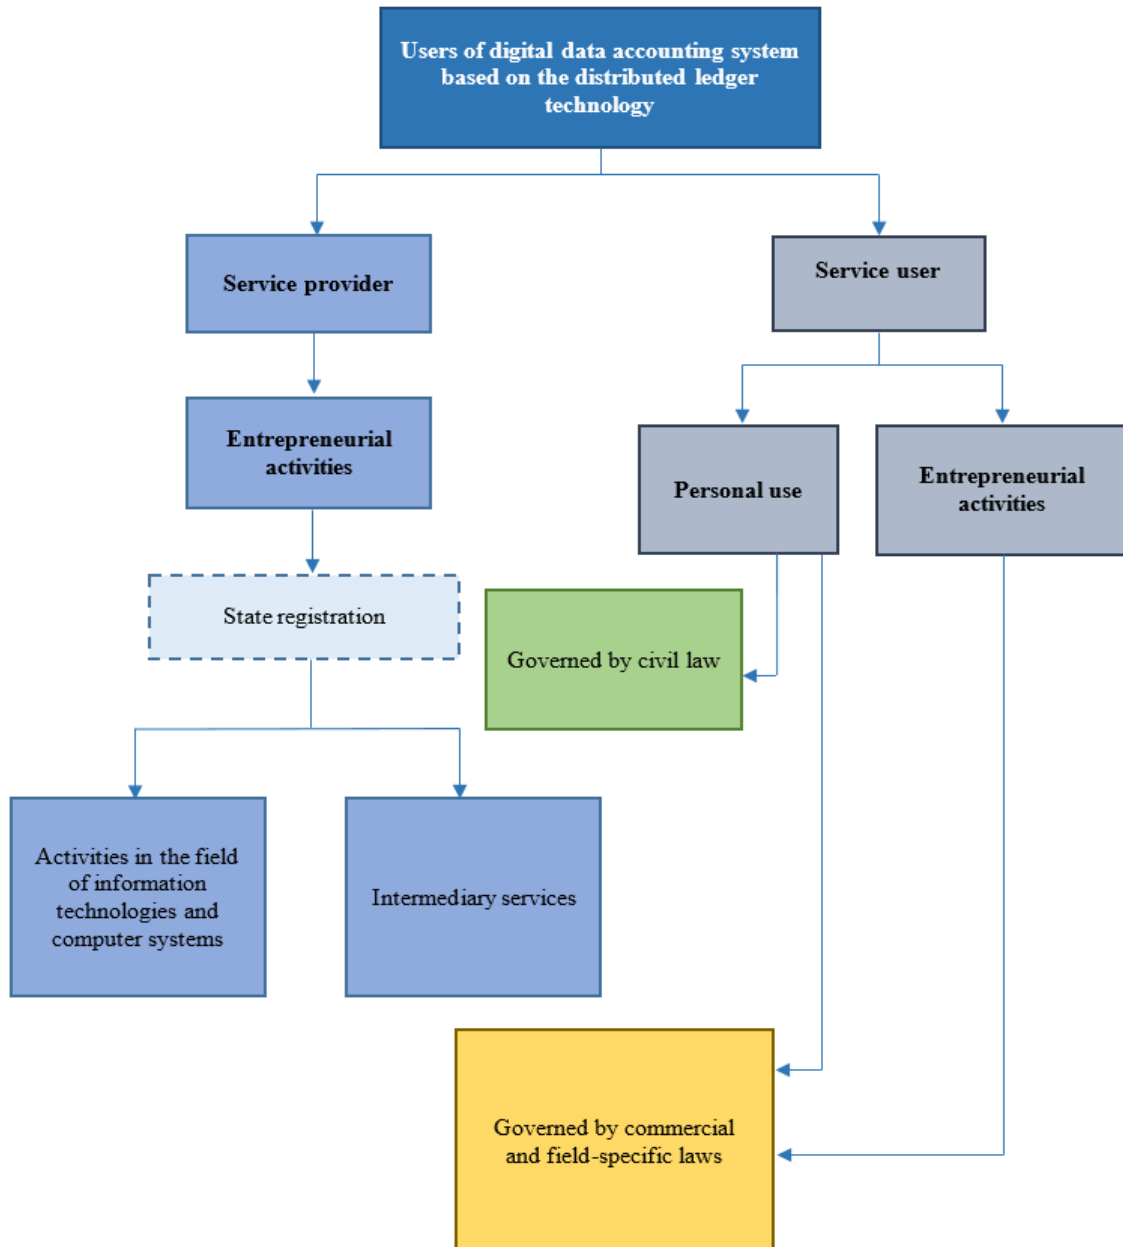 Users of digital data accounting system
based on the distributed ledger
technology
Service provider
Service user
Entrepreneurial
activities
Personal use
Entrepreneurial
activities
State registration
Governed by civil law
Activities in the field
of information
technologies and
computer systems
Intermediary services
Governed by commercial
and field-specific laws